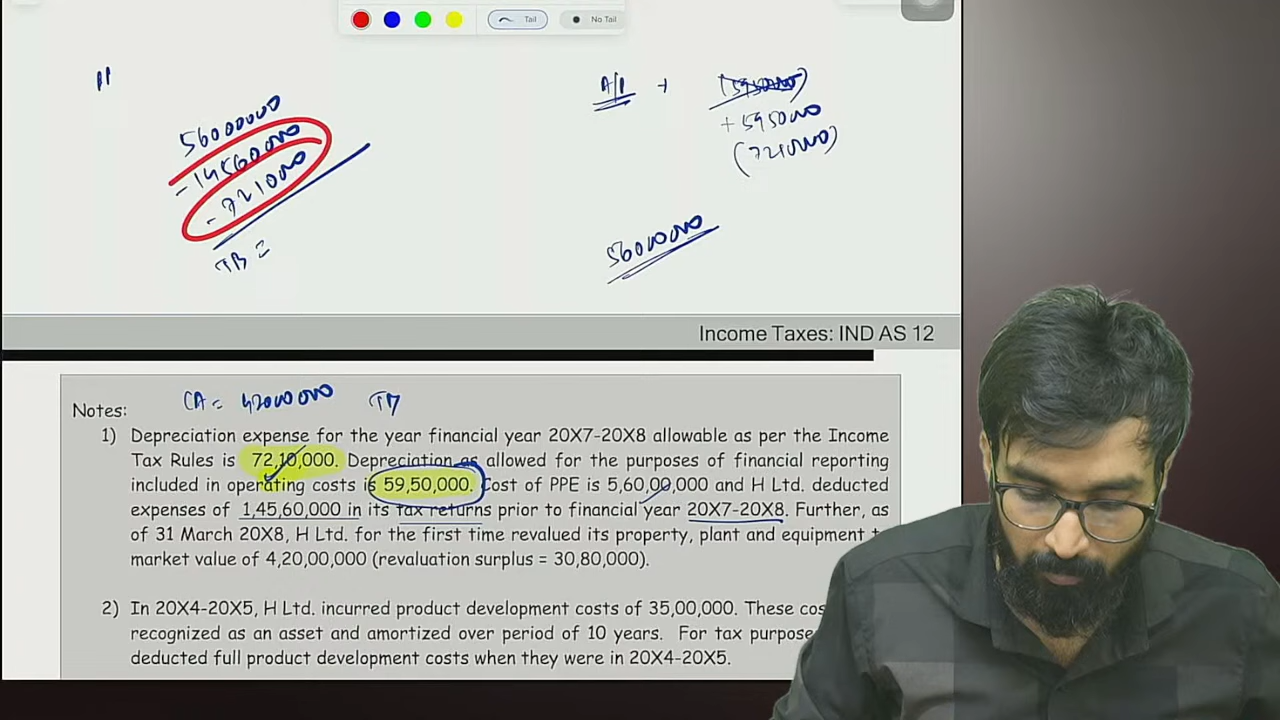 Tail
No Tail
11
56000000
- 14560000
- 7210000
TB =
A/P +
+ 5950000
(7210000)
56000000
Income Taxes: IND AS 12
CA = 42000000
Notes:
1) Depreciation expense for the year financial year 20X7-20X8 allowable as per the Income
Tax Rules is 72,10,000. Depreciation as allowed for the purposes of financial reporting
included in operating costs is 59,50,000. Cost of PPE is 5,60,00,000 and H Ltd. deducted
expenses of 1,45,60,000 in its tax returns prior to financial year 20X7-20X8. Further, as
of 31 March 20X8, H Ltd. for the first time revalued its property, plant and equipment
market value of 4,20,00,000 (revaluation surplus = 30,80,000).
2) In 20X4-20X5, H Ltd. incurred product development costs of 35,00,000. These
recognized as an asset and amortized over period of 10 years. For tax
deducted full product development costs when they were in 20X4-20X5.